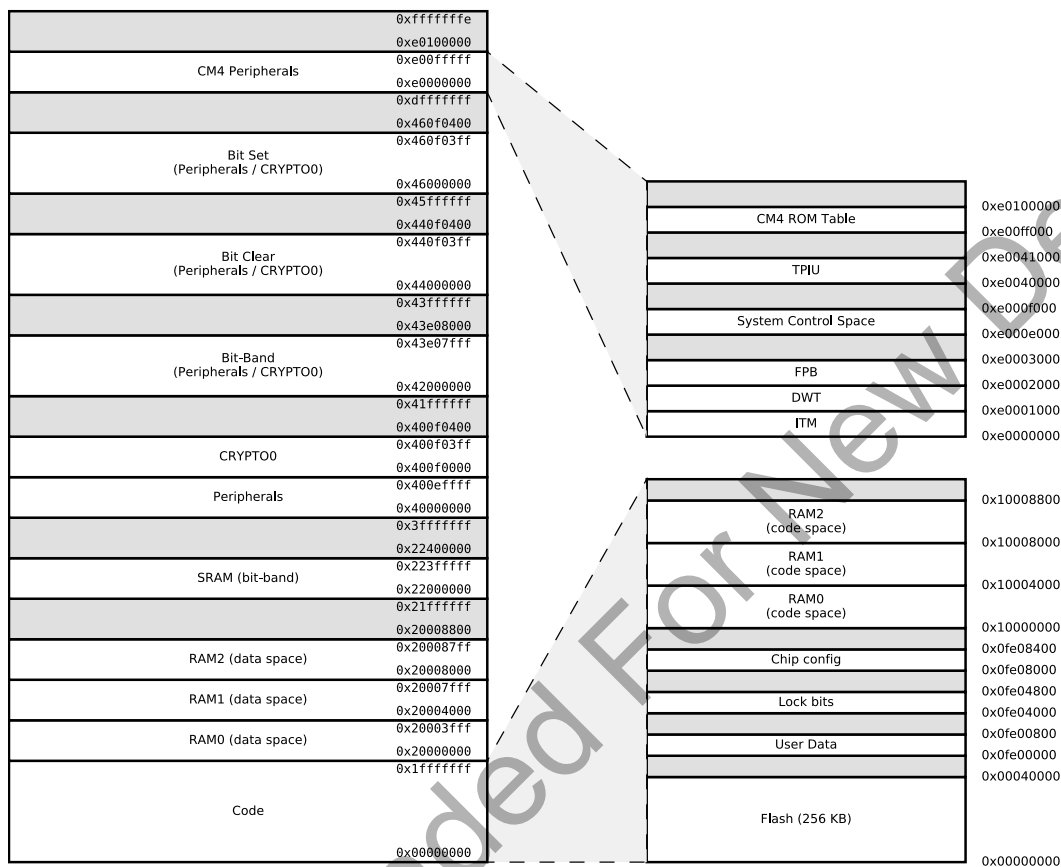 0xfffffffe
0xe0100000
0xe00fffff
CM4 Peripherals
0xe0000000
0xdfffffff
0x460f0400
0x460f03ff
Bit Set
(Peripherals / CRYPTO0)
0x46000000
0x45ffffff
0x440f0400
0x440f03ff
Bit Clear
(Peripherals / CRYPTO0)
0x44000000
0x43ffffff
0x43e08000
0x43e07fff
Bit-Band
(Peripherals / CRYPTO0)
0x42000000
0x41ffffff
0x400f0400
0x400f03ff
CRYPTO0
0x400f0000
0x400effff
Peripherals
0x40000000
0x3fffffff
0x22400000
0x223fffff
SRAM (bit-band)
0x22000000
0x21ffffff
0x20008800
0x200087ff
RAM2 (data space)
0x20008000
0x20007fff
RAM1 (data space)
0x20004000
0x20003fff
RAM0 (data space)
0x20000000
0x1fffffff
Code
0x00000000
0xe0100000
CM4 ROM Table
0xe00ff000
0xe0041000
TPIU
0xe0040000
0xe000f000
System Control Space
0xe000e000
0xe0003000
FPB
0xe0002000
DWT
0xe0001000
ITM
0xe0000000
0x10008800
RAM2
(code space)
0x10008000
RAM1
(code space)
0x10004000
RAM0
(code space)
0x10000000
0x0fe08400
Chip config
0x0fe08000
0x0fe04800
Lock bits
0x0fe04000
0x0fe00800
User Data
0x0fe00000
0x00040000
Flash (256 KB)
0x00000000
For New